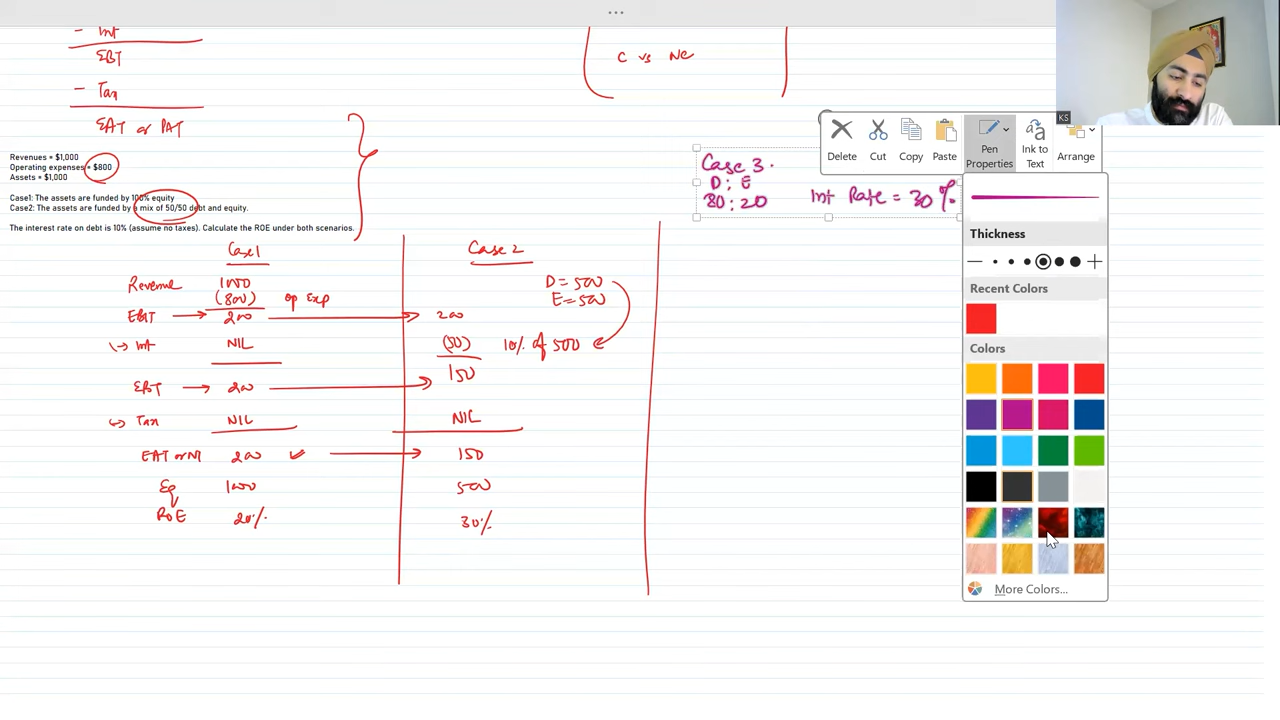 - Int
EBT
- Tax
EAT or PAT
C vs NC
KS
Delete
Cut
Copy
Paste
Pen Properties
Ink to Text
Arrange
Revenues = $1,000
Operating expenses = $800
Assets = $1,000
Case1: The assets are funded by 100% equity
Case2: The assets are funded by a mix of 50/50 debt and equity.
The interest rate on debt is 10% (assume no taxes). Calculate the ROE under both scenarios.
Case 3.
D : E
80 : 20 Int Rate = 30%
Thickness
Recent Colors
Colors
More Colors...
Case 1
Revenue 1000
(800) op exp
EBIT → 200
↳ Int NIL
EBT → 200
↳ Tax NIL
EAT or NI 200 ✓
Eq 1000
ROE 20%
Case 2
D = 500
E = 500
200
(50) 10% of 500
150
NIL
150
500
30%